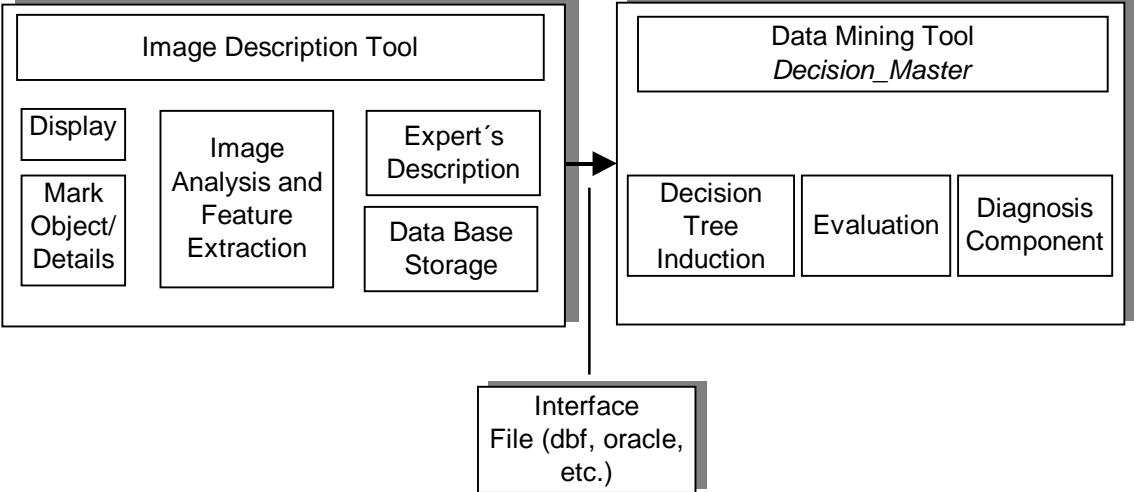 Image Description Tool
Display
Mark
Object/
Details
Image
Analysis and
Feature
Extraction
Expert´s
Description
Data Base
Storage
Data Mining Tool
Decision_Master
Decision
Tree
Induction
Evaluation
Diagnosis
Component
Interface
File (dbf, oracle,
etc.)